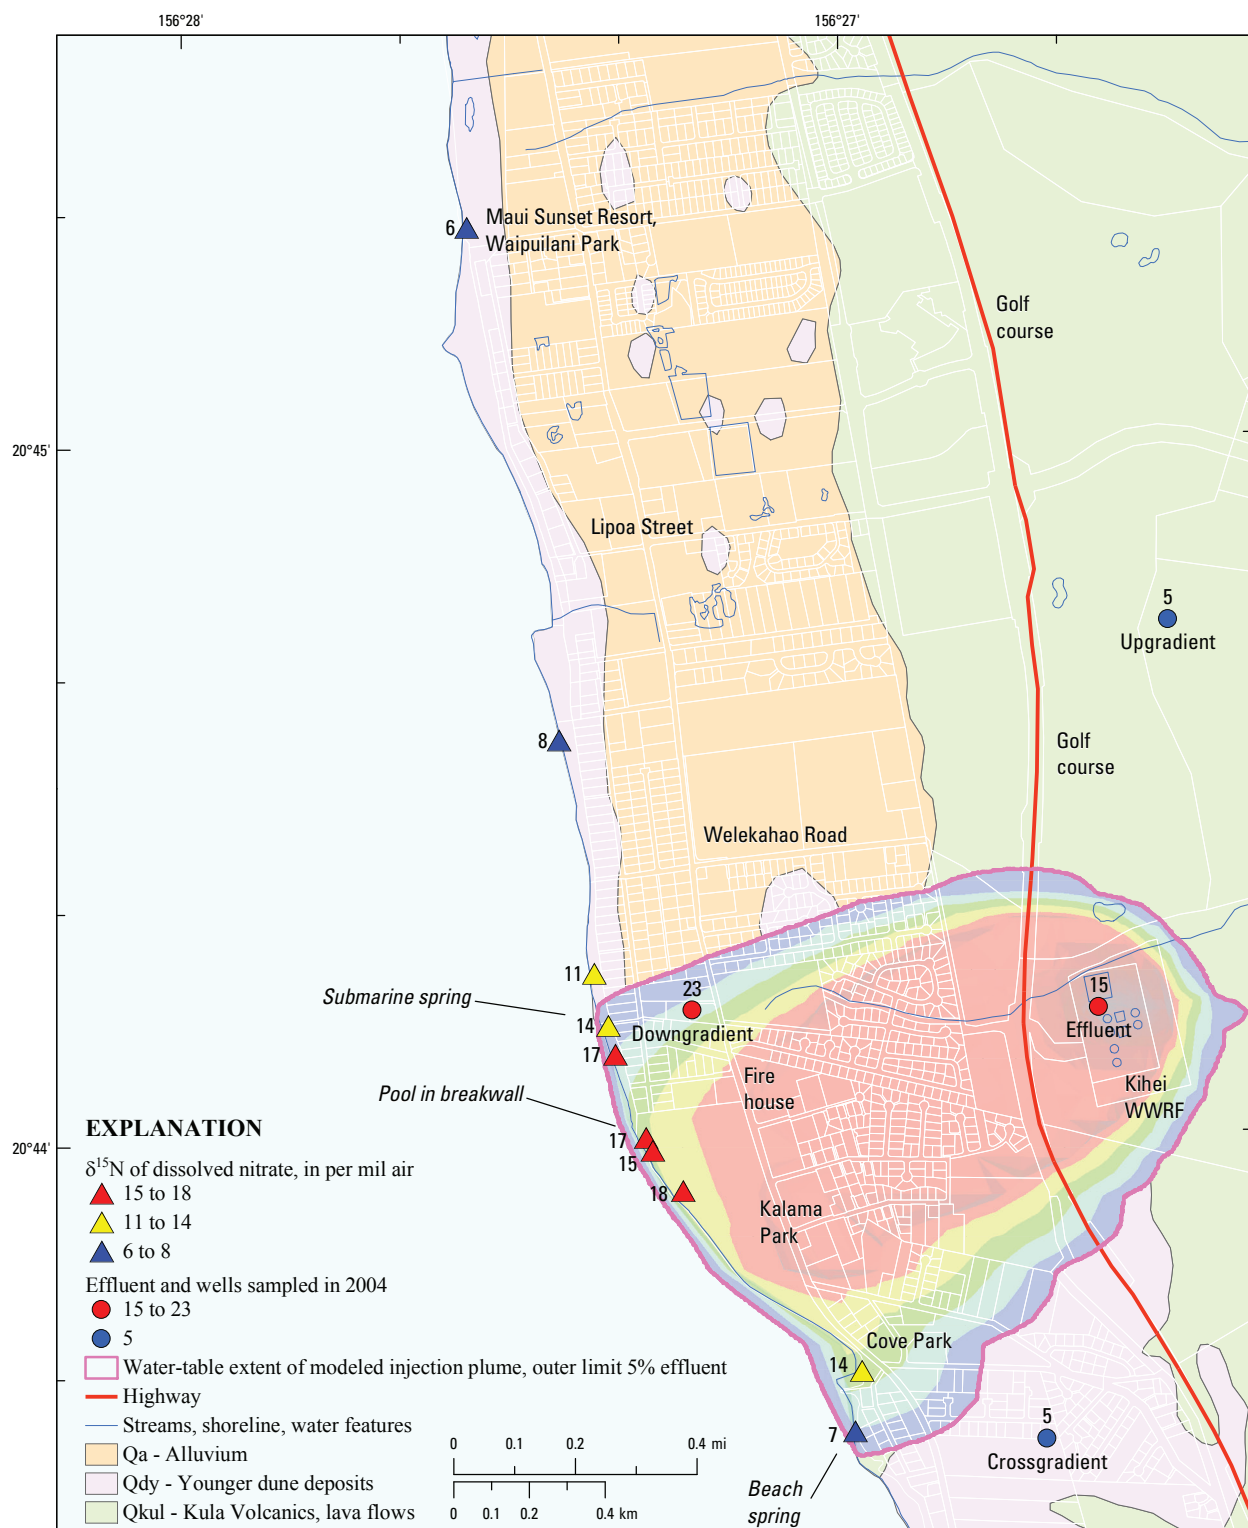 156°28'
156°27'
6
Maui Sunset Resort,
Waipuilani Park
Golf
course
20°45'
Lipoa Street
5
Upgradient
8
Golf
course
Welekahao Road
11
Submarine spring
23
15
14
Downgradient
Effluent
17
Fire
house
Kihei
WWRF
Pool in breakwall
17
15
20°44'
18
Kalama
Park
EXPLANATION
δ¹⁵N of dissolved nitrate, in per mil air
15 to 18
11 to 14
6 to 8
Effluent and wells sampled in 2004
15 to 23
5
Water-table extent of modeled injection plume, outer limit 5% effluent
Highway
Streams, shoreline, water features
Qa - Alluvium
Qdy - Younger dune deposits
Qkul - Kula Volcanics, lava flows
Cove Park
14
7
5
Crossgradient
Beach
spring
0 0.1 0.2 0.4 mi
0 0.1 0.2 0.4 km